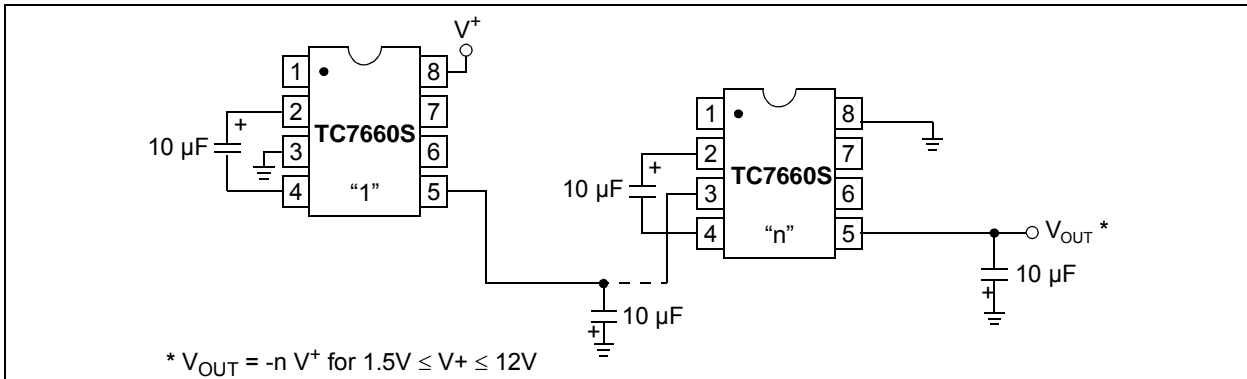 V+
1
8
2
7
TC7660S
3
6
4
"1"
5
+
10 µF
1
8
2
7
TC7660S
3
6
4
"n"
5
+
10 µF
VOUT *
10 µF
+
10 µF
+
* VOUT = -n V+ for 1.5V ≤ V+ ≤ 12V